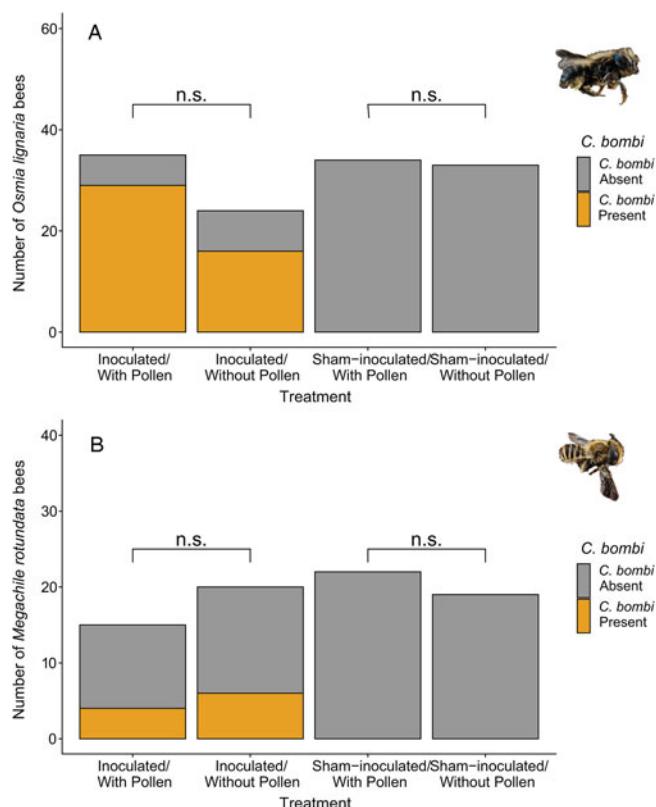 A
60
40
20
0
Number of Osmia lignaria bees
n.s.
n.s.
C. bombi
C. bombi
Absent
C. bombi
Present
Inoculated/
With Pollen
Inoculated/
Without Pollen
Sham−inoculated/
With Pollen
Sham−inoculated/
Without Pollen
Treatment
B
40
30
20
10
0
Number of Megachile rotundata bees
n.s.
n.s.
C. bombi
C. bombi
Absent
C. bombi
Present
Inoculated/
With Pollen
Inoculated/
Without Pollen
Sham−inoculated/
With Pollen
Sham−inoculated/
Without Pollen
Treatment